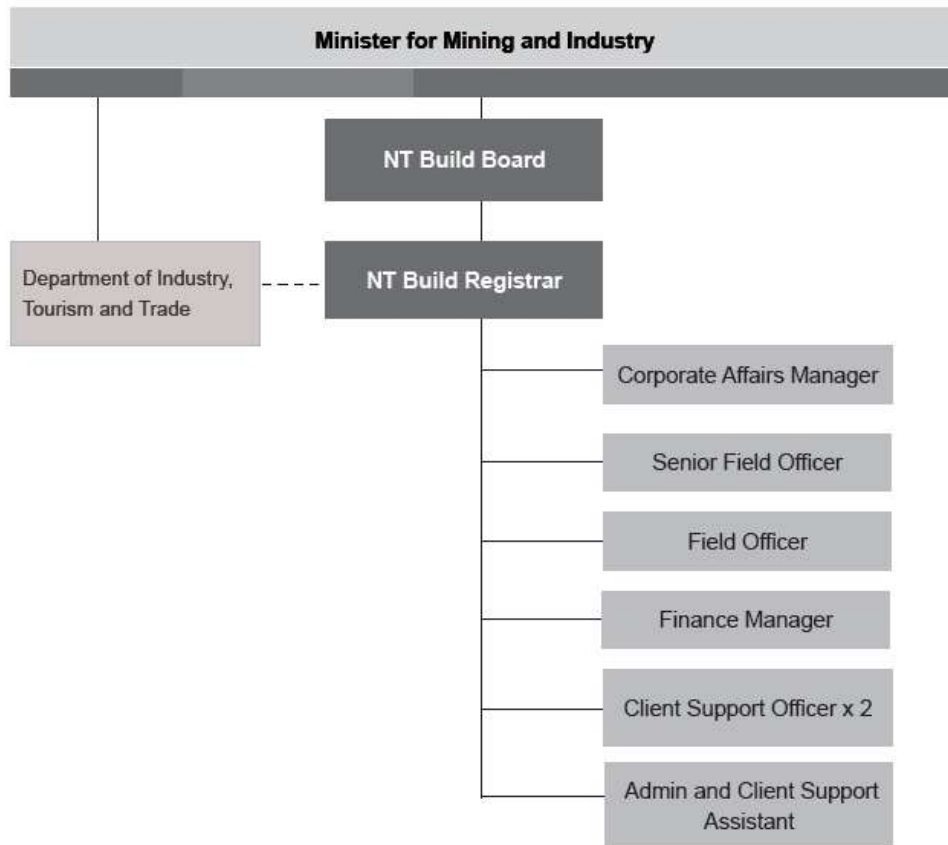 Minister for Mining and Industry
NT Build Board
Department of Industry,
Tourism and Trade
NT Build Registrar
Corporate Affairs Manager
Senior Field Officer
Field Officer
Finance Manager
Client Support Officer x 2
Admin and Client Support
Assistant